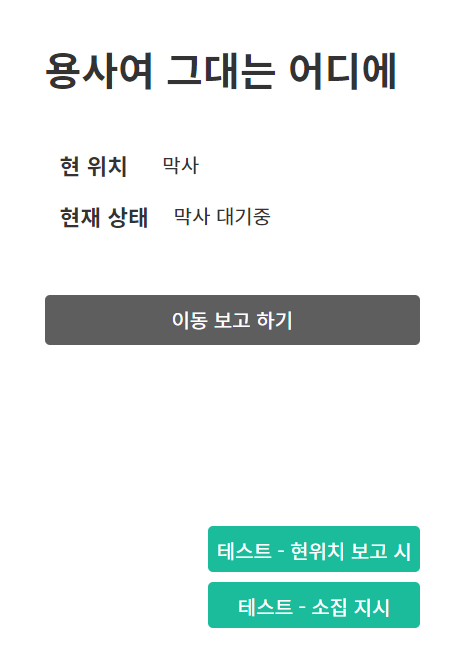 용사여 그대는 어디에
현 위치 막사
현재 상태 막사 대기중
이동 보고 하기
테스트 - 현위치 보고 시
테스트 - 소집 지시